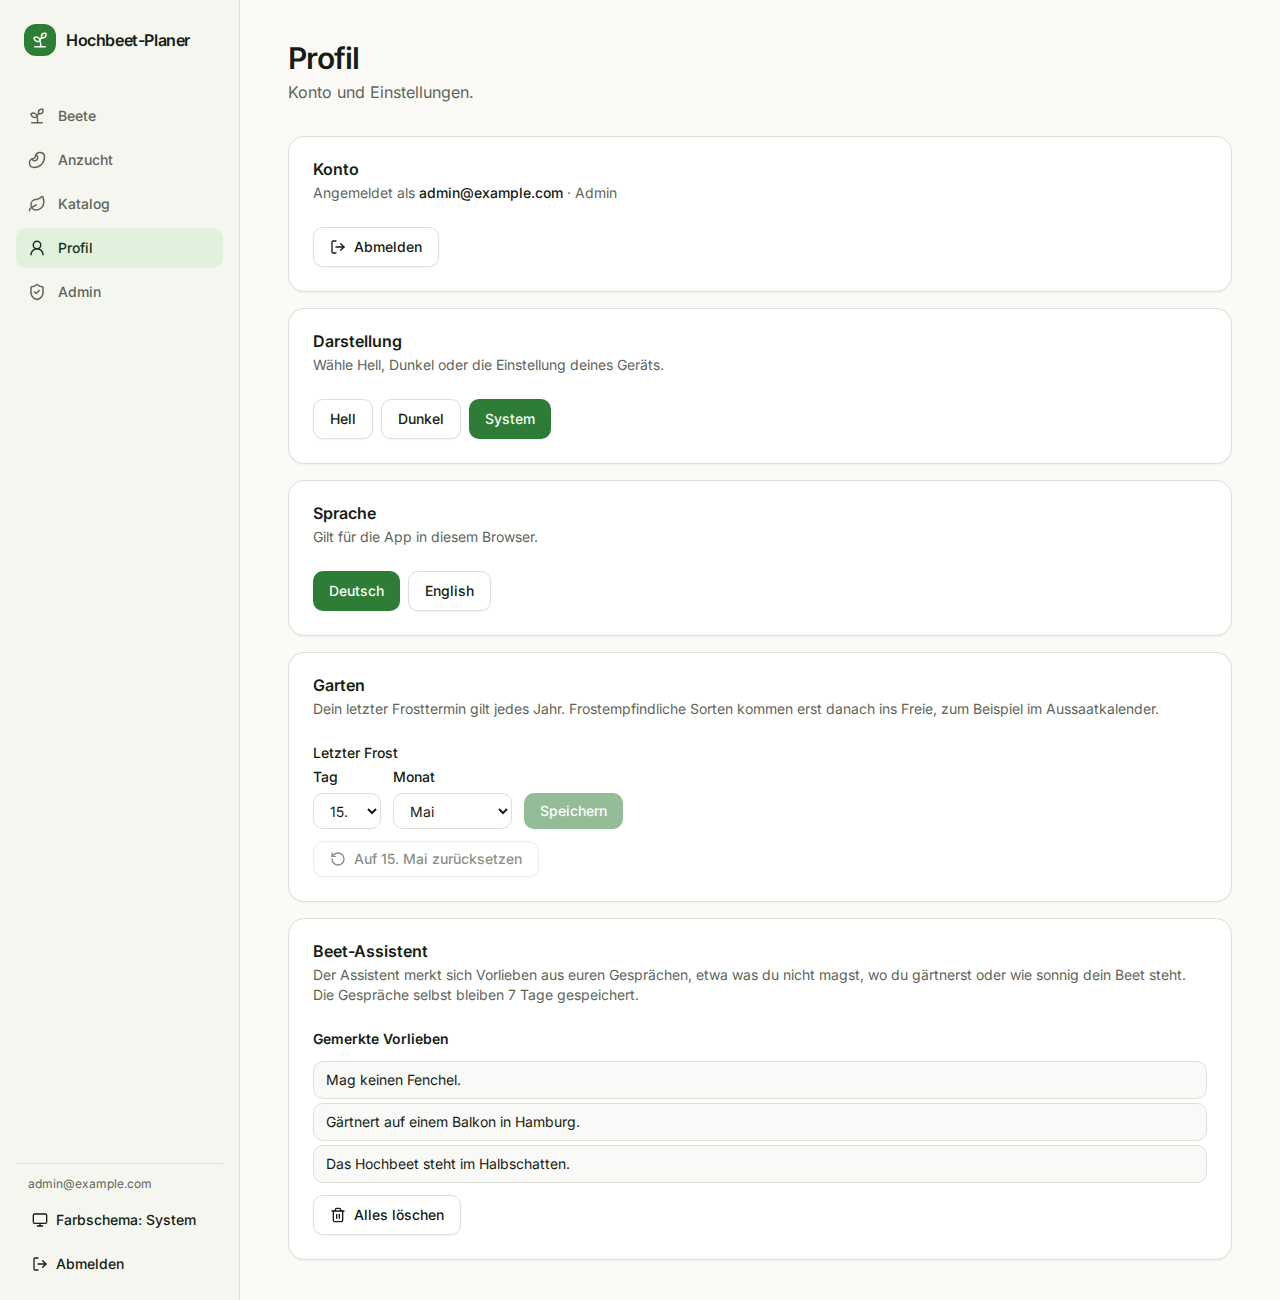 Hochbeet-Planer
Beete
Anzucht
Katalog
Profil
Admin
admin@example.com
Farbschema: System
Abmelden
Profil
Konto und Einstellungen.
Konto
Angemeldet als admin@example.com · Admin
Abmelden
Darstellung
Wähle Hell, Dunkel oder die Einstellung deines Geräts.
Hell Dunkel System
Sprache
Gilt für die App in diesem Browser.
Deutsch English
Garten
Dein letzter Frosttermin gilt jedes Jahr. Frostempfindliche Sorten kommen erst danach ins Freie, zum Beispiel im Aussaatkalender.
Letzter Frost
Tag Monat
15. Mai Speichern
Auf 15. Mai zurücksetzen
Beet-Assistent
Der Assistent merkt sich Vorlieben aus euren Gesprächen, etwa was du nicht magst, wo du gärtnerst oder wie sonnig dein Beet steht.
Die Gespräche selbst bleiben 7 Tage gespeichert.
Gemerkte Vorlieben
Mag keinen Fenchel.
Gärtnert auf einem Balkon in Hamburg.
Das Hochbeet steht im Halbschatten.
Alles löschen